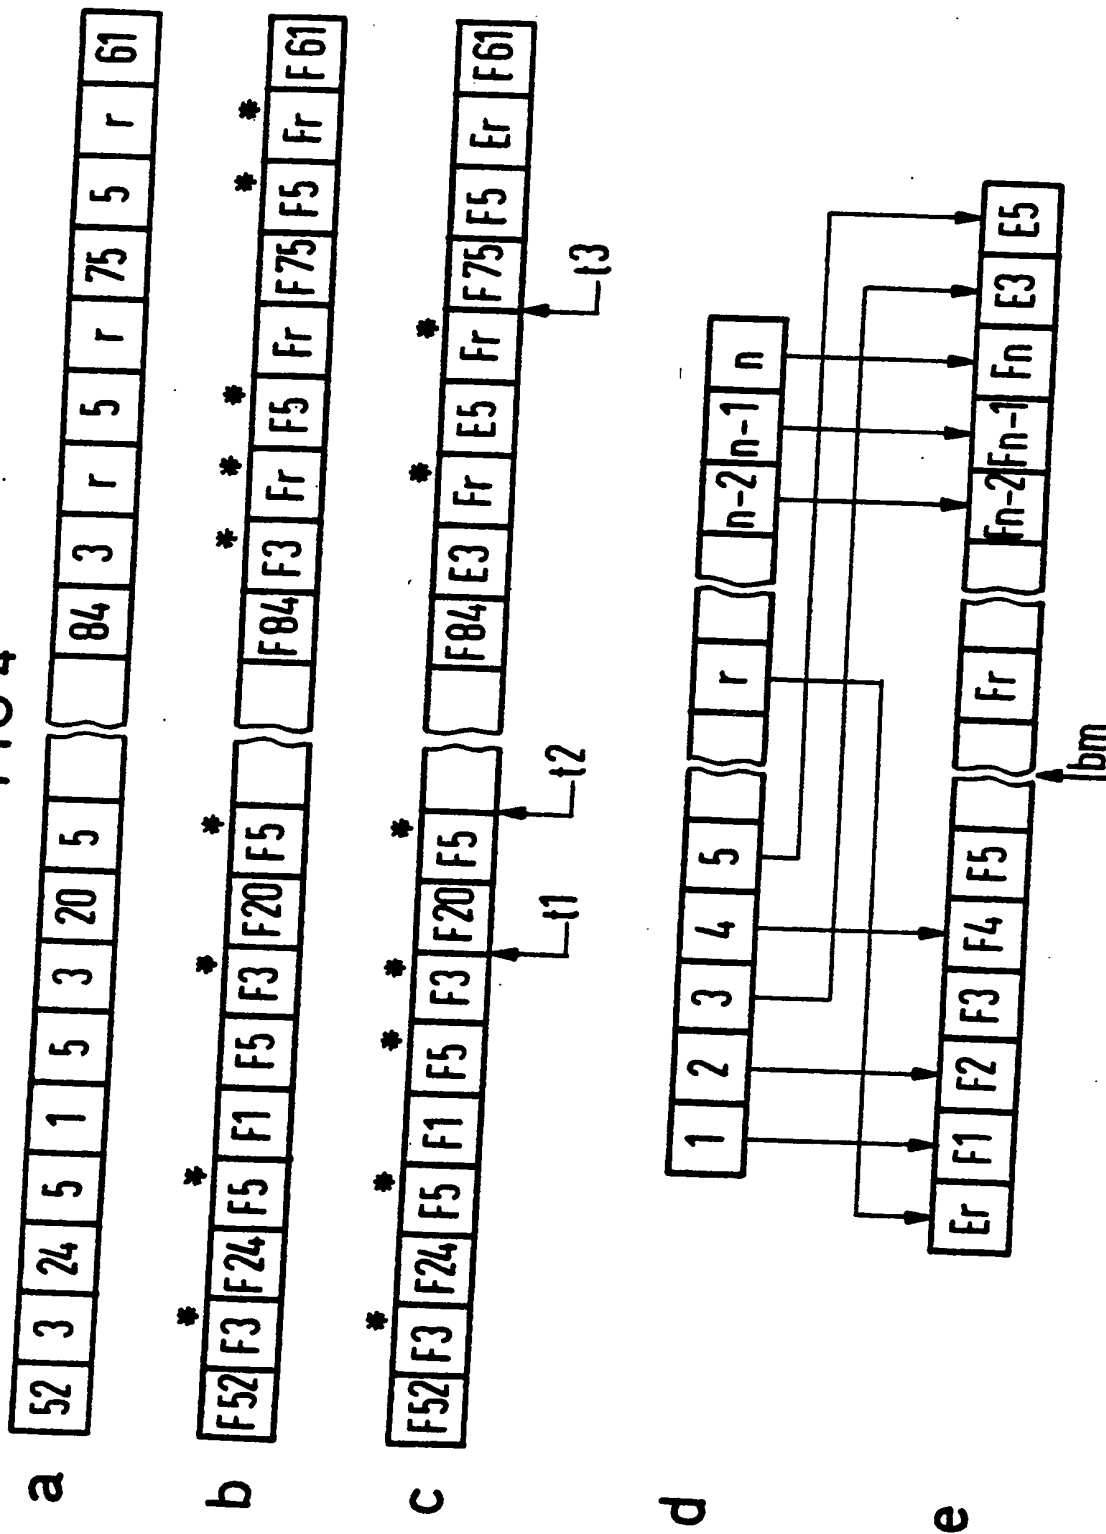 FIG 4
a 52 3 24 5 1 5 3 20 5 84 3 r 5 r 75 5 r 61
* * * * * * * * *
b F52 F3 F24 F5 F1 F5 F3 F20 F5 F84 F3 Fr F5 Fr F75 F5 Fr F61
* * * * * * *
c F52 F3 F24 F5 F1 F5 F3 F20 F5 F84 E3 Fr E5 Fr F75 F5 Er F61
t1 t2 t3
d 1 2 3 4 5 r n-2 n-1 n
e Er F1 F2 F3 F4 F5 Fr Fn-2 Fn-1 Fn E3 E5
bm